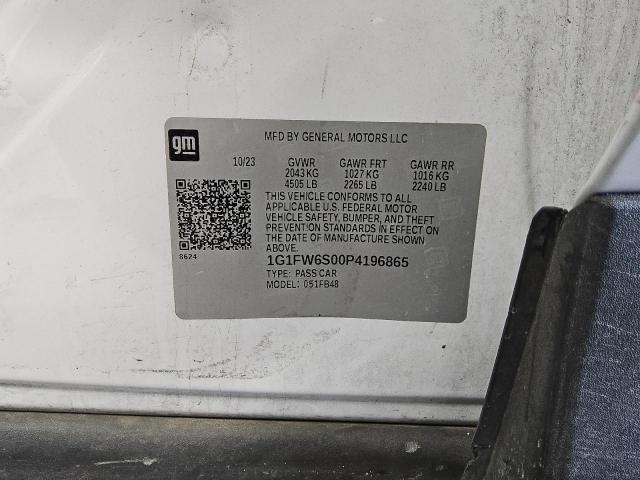 gm
MFD BY GENERAL MOTORS LLC
10/23 GVWR GAWR FRT GAWR RR
2043 KG 1027 KG 1016 KG
4505 LB 2265 LB 2240 LB
THIS VEHICLE CONFORMS TO ALL
APPLICABLE U.S. FEDERAL MOTOR
VEHICLE SAFETY, BUMPER, AND THEFT
PREVENTION STANDARDS IN EFFECT ON
THE DATE OF MANUFACTURE SHOWN ABOVE.
8624
1G1FW6S00P4196865
TYPE: PASS CAR
MODEL: 051FB48